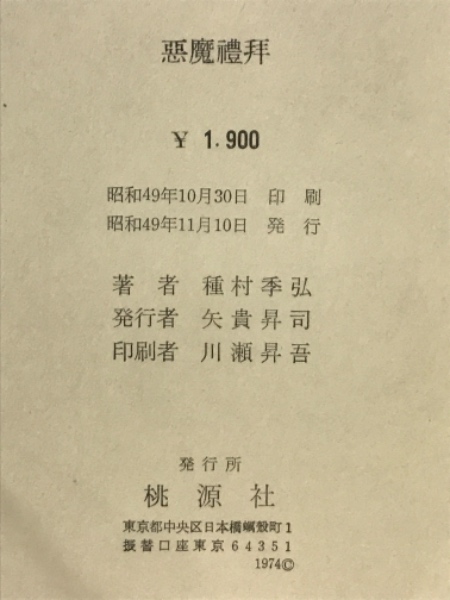 惡魔禮拜
¥ 1.900
昭和49年10月30日 印 刷
昭和49年11月10日 発 行
著 者 種村季弘
発行者 矢貴昇司
印刷者 川瀬昇吾
発行所
桃源社
東京都中央区日本橋蠣殻町1
振替口座東京64351
1974©